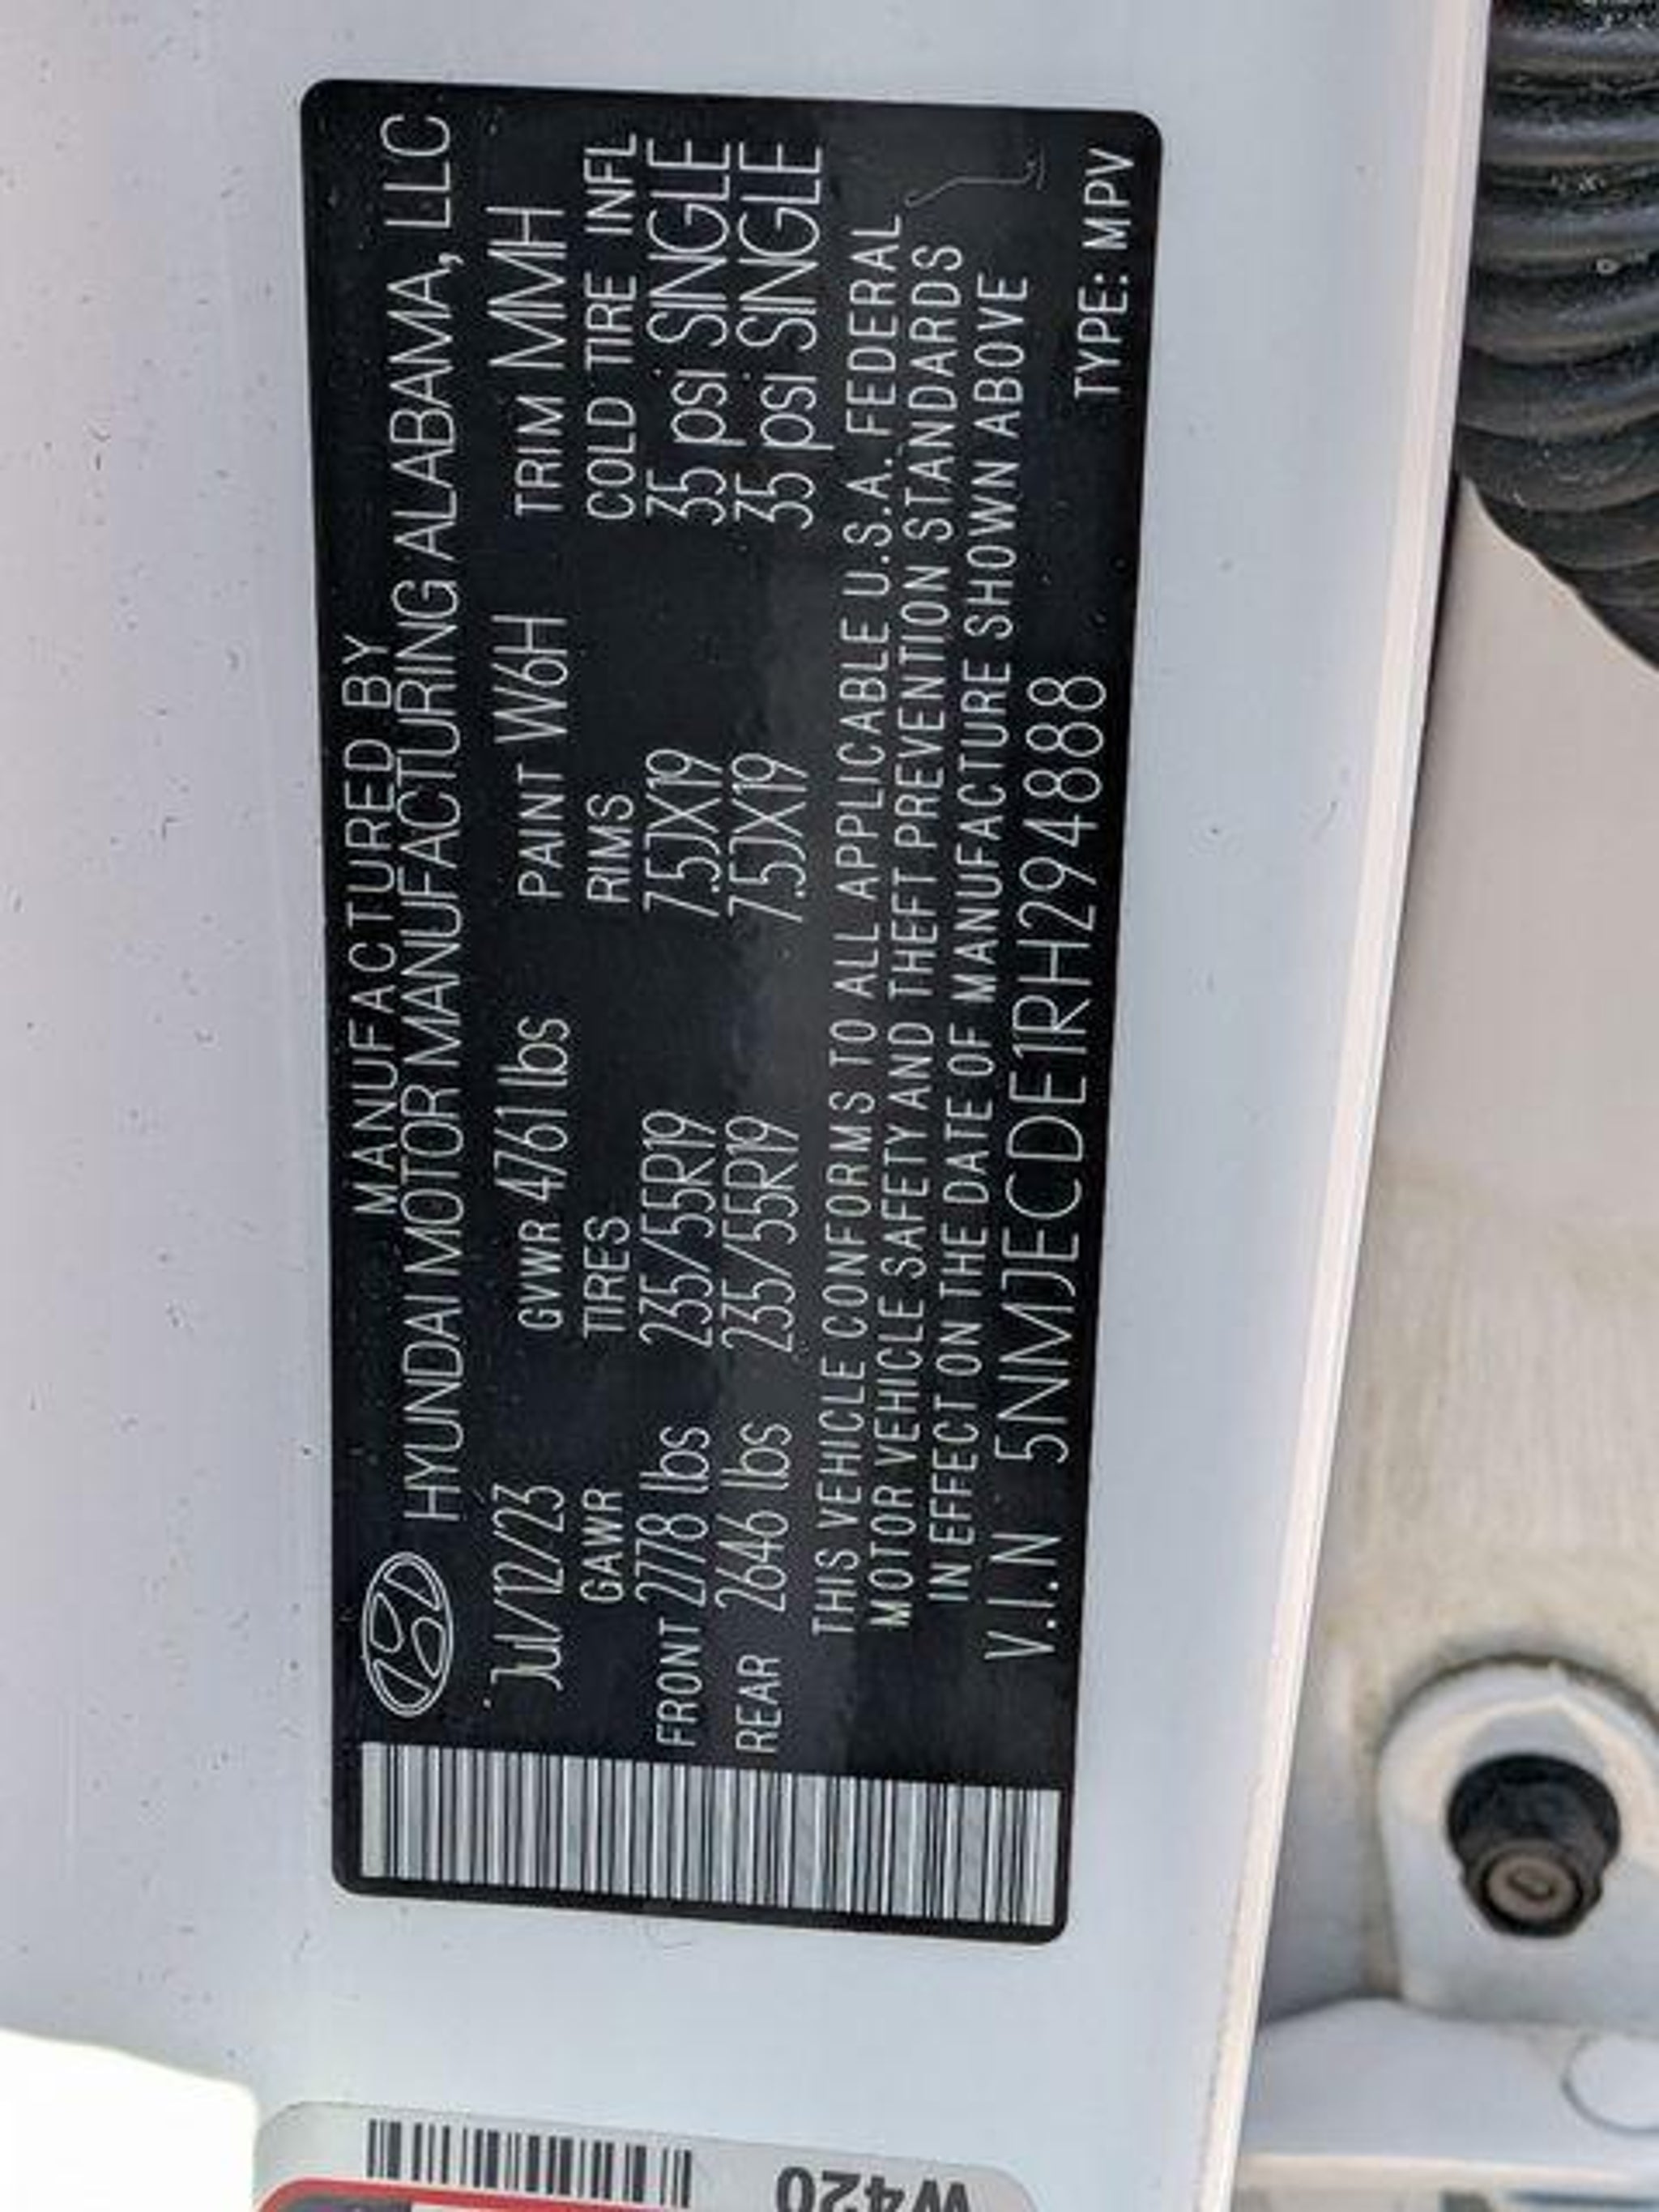 MANUFACTURED BY
HYUNDAI MOTOR MANUFACTURING ALABAMA, LLC
Jul/12/23 GVWR 4761 lbs PAINT W6H TRIM MMH
GAWR TIRES RIMS COLD TIRE INFL
FRONT 2778 lbs 235/55R19 7.5JX19 35 psi SINGLE
REAR 2646 lbs 235/55R19 7.5JX19 35 psi SINGLE
THIS VEHICLE CONFORMS TO ALL APPLICABLE U.S.A. FEDERAL
MOTOR VEHICLE SAFETY AND THEFT PREVENTION STANDARDS
IN EFFECT ON THE DATE OF MANUFACTURE SHOWN ABOVE
V.I.N 5NMJECDE1RH294888 TYPE: MPV
W420